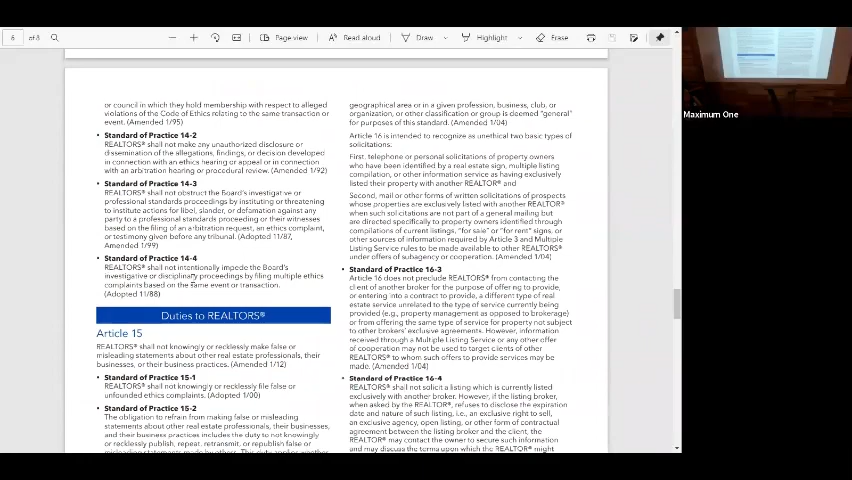 6
of 8
Page view
Read aloud
Draw
Highlight
Erase
Maximum One
or council in which they hold membership with respect to alleged
violations of the Code of Ethics relating to the same transaction or
event. (Amended 1/95)
• Standard of Practice 14-2
REALTORS® shall not make any unauthorized disclosure or
dissemination of the allegations, findings, or decision developed
in connection with an ethics hearing or appeal or in connection
with an arbitration hearing or procedural review. (Adopted 11/91)
• Standard of Practice 14-3
REALTORS® shall not obstruct the Board's investigative or
professional standards proceedings by instituting or threatening
to institute actions for libel, slander, or defamation against any
party to a professional standards proceeding or their witnesses
based on the filing of an arbitration request, an ethics complaint,
or testimony given before any tribunal. (Adopted 11/87,
Amended 1/99)
• Standard of Practice 14-4
REALTORS® shall not intentionally impede the Board's
investigative or disciplinary proceedings by filing multiple ethics
complaints based on the same event or transaction.
(Adopted 11/88)
Duties to REALTORS®
Article 15
REALTORS® shall not knowingly or recklessly make false or
misleading statements about other real estate professionals, their
businesses, or their business practices. (Amended 1/12)
• Standard of Practice 15-1
REALTORS® shall not knowingly or recklessly file false or
unfounded ethics complaints. (Adopted 1/00)
• Standard of Practice 15-2
The obligation to refrain from making false or misleading
statements about other real estate professionals, their businesses,
and their business practices includes the duty to not knowingly
or recklessly publish, repeat, retransmit, or republish false or
misleading statements made by others. This duty applies whether
geographical area or in a given profession, business, club, or
organization, or other classification or group is deemed "general"
for purposes of this standard. (Amended 1/04)
Article 16 is intended to recognize as unethical two basic types of
solicitations.
First, telephone or personal solicitations of property owners
who have been identified by a real estate sign, multiple listing
compilation, or other information service as having exclusively
listed their property with another REALTOR® and
Second, mail or other forms of written solicitations of prospects
whose properties are exclusively listed with another REALTOR®
when such solicitations are not part of a general mailing but
are directed specifically to property owners identified through
compilations of current listings, "for sale" or "for rent" signs, or
other sources of information required by Article 3 and Multiple
Listing Service rules to be made available to other REALTORS®
under offers of subagency or cooperation. (Amended 1/04)
• Standard of Practice 16-3
Article 16 does not preclude REALTORS® from contacting the
client of another broker for the purpose of offering to provide,
or entering into a contract to provide, a different type of real
estate service unrelated to the type of service currently being
provided (e.g., property management as opposed to brokerage)
or from offering the same type of service for property not subject
to other brokers' exclusive agreements. However, information
received through a Multiple Listing Service or any other offer
of cooperation may not be used to target clients of other
REALTORS® to whom such offers to provide services may be
made. (Amended 1/04)
• Standard of Practice 16-4
REALTORS® shall not solicit a listing which is currently listed
exclusively with another broker. However, if the listing broker,
when asked by the REALTOR®, refuses to disclose the expiration
date and nature of such listing, i.e., an exclusive right to sell,
an exclusive agency, open listing, or other form of contractual
agreement between the listing broker and the client, the
REALTOR® may contact the owner to secure such information
and may discuss the terms upon which the REALTOR® might